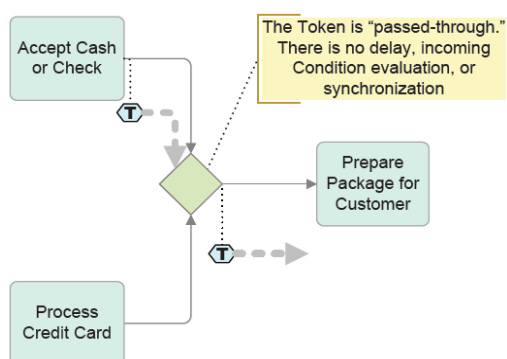 Accept Cash
or Check
The Token is “passed-through.”
There is no delay, incoming
Condition evaluation, or
synchronization
T
Prepare
Package for
Customer
T
Process
Credit Card